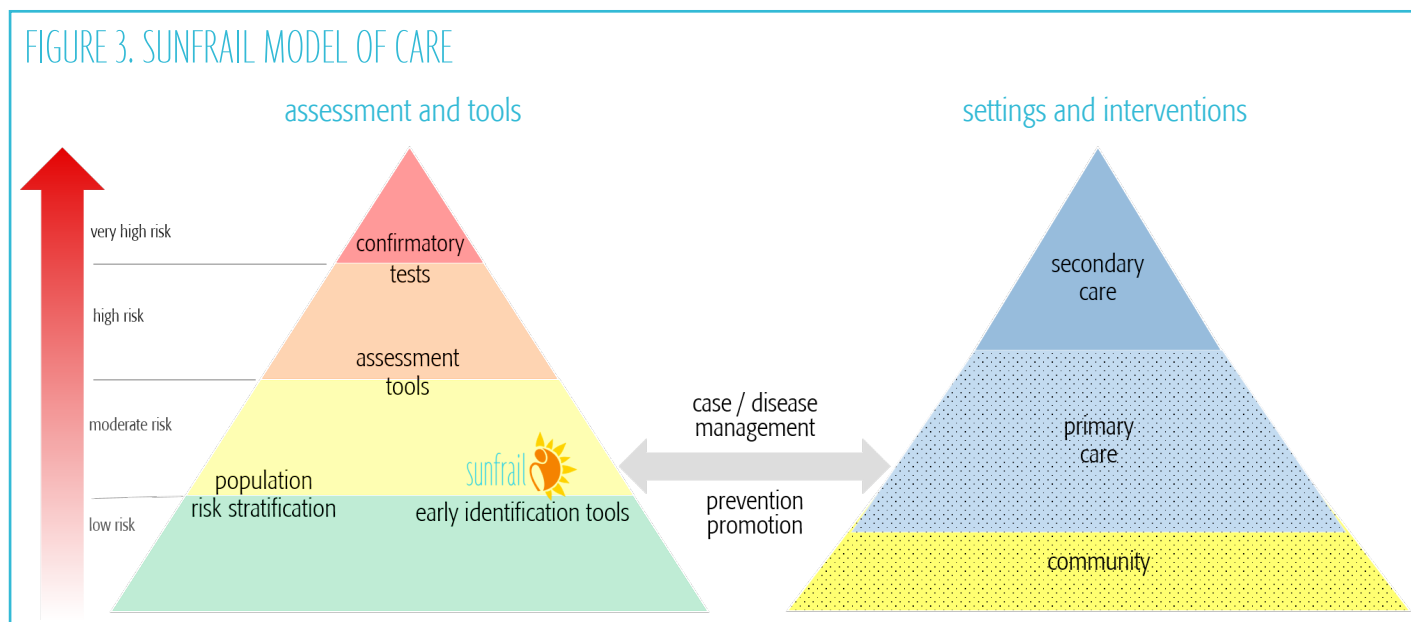 FIGURE 3. SUNFRAIL MODEL OF CARE
assessment and tools
settings and interventions
very high risk
high risk
moderate risk
low risk
confirmatory
tests
assessment
tools
population
risk stratification
sunfrail
early identification tools
case / disease
management
prevention
promotion
secondary
care
primary
care
community